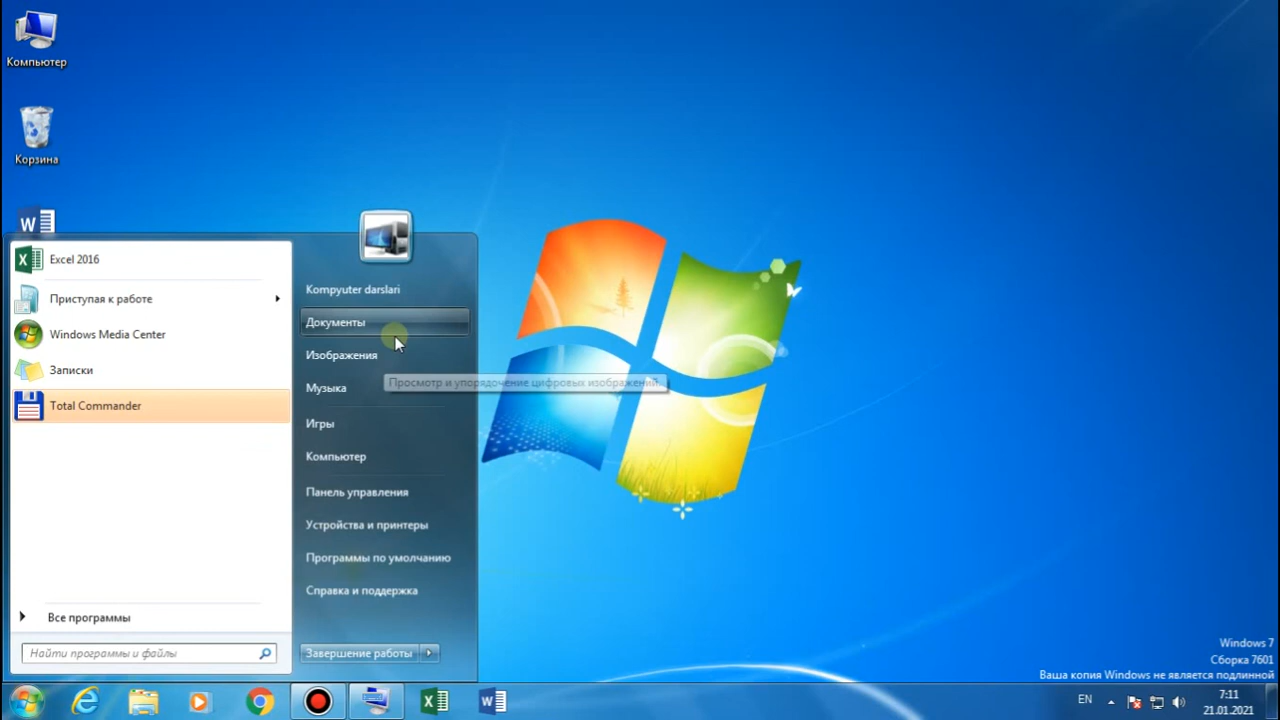 Компьютер
Корзина
Excel 2016
Приступая к работе
Windows Media Center
Записки
Total Commander
Все программы
Найти программы и файлы
Kompyuter darslari
Документы
Изображения
Просмотр и упорядочение цифровых изображений.
Музыка
Игры
Компьютер
Панель управления
Устройства и принтеры
Программы по умолчанию
Справка и поддержка
Завершение работы
Windows 7
Сборка 7601
Ваша копия Windows не является подлинной
EN
7:11
21.01.2021